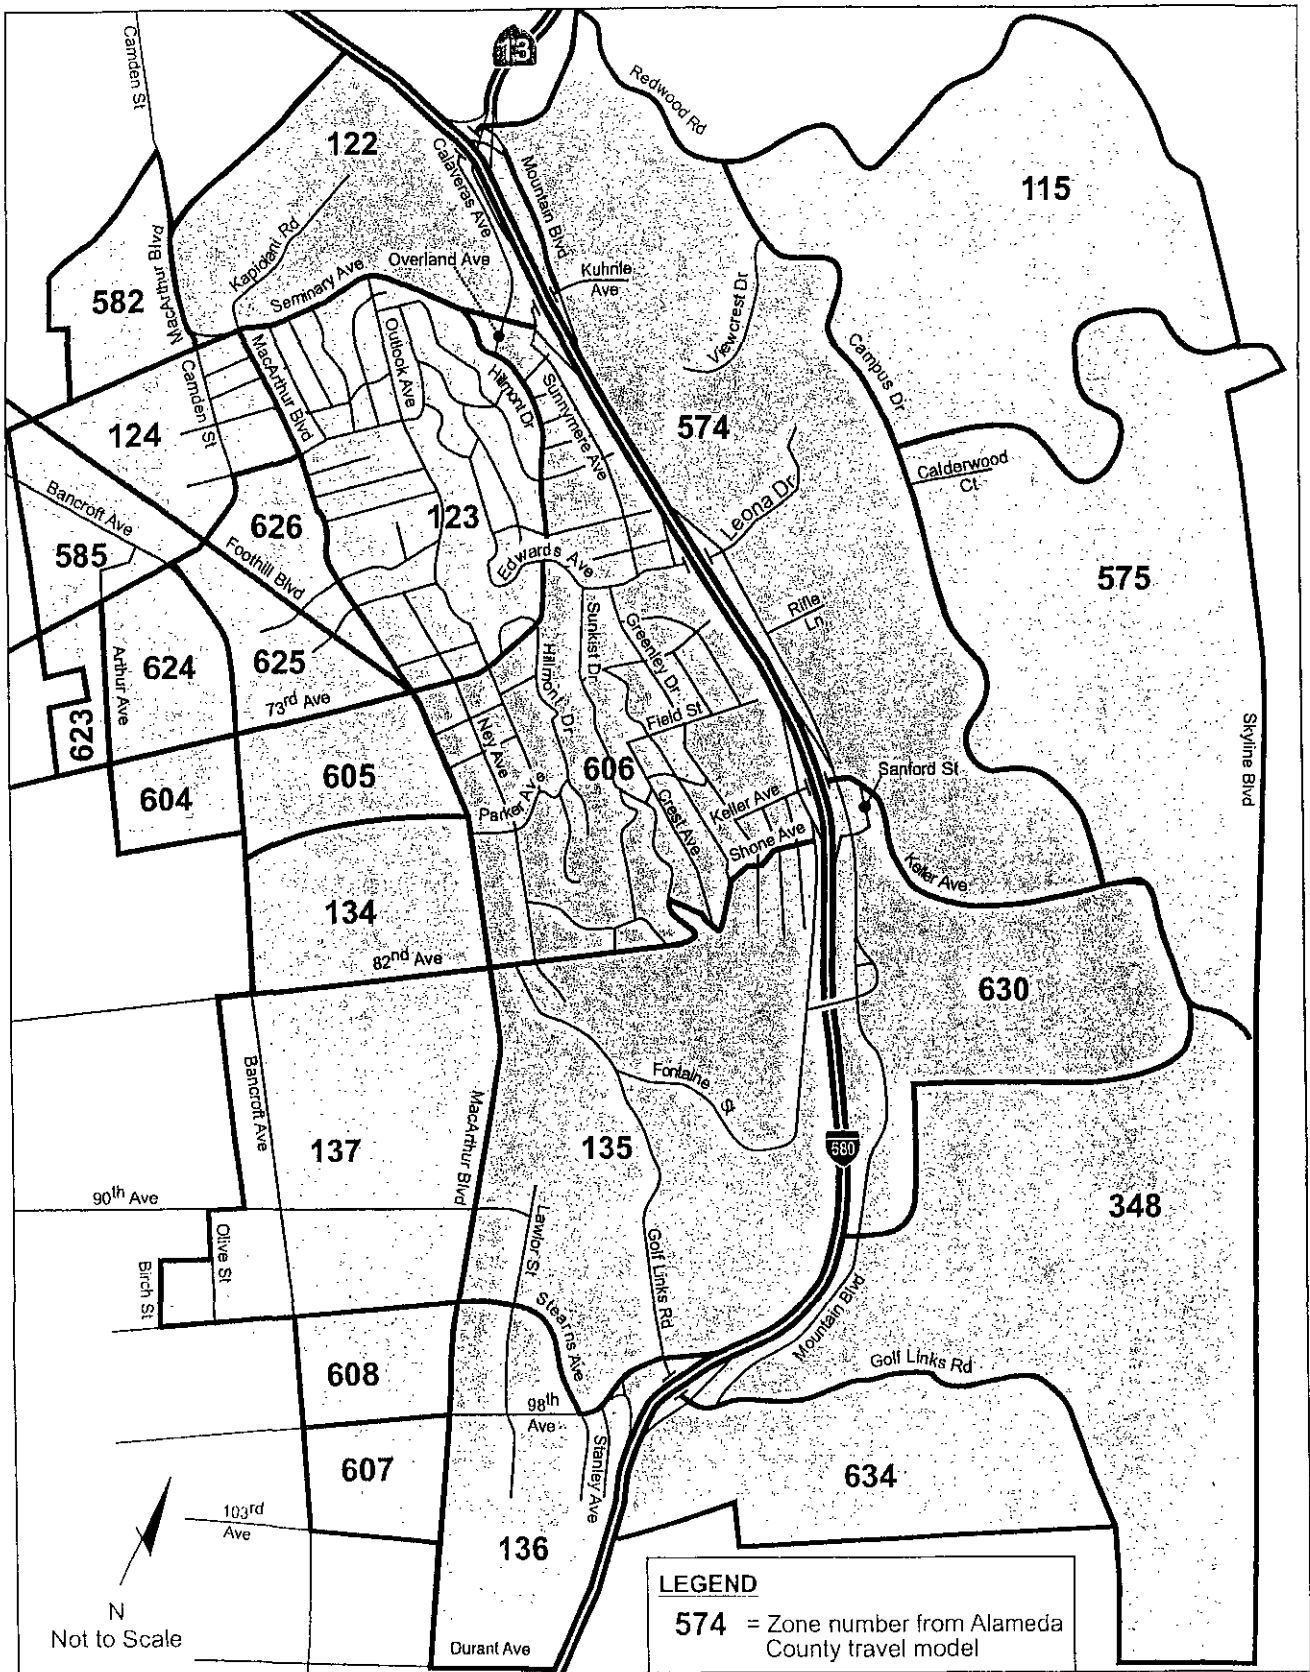 Camden St
13
Redwood Rd
122
Calaveras Ave
Mountain Blvd
115
MacArthur Blvd
Kapidani Rd
Overland Ave
Seminary Ave
Kuhnle
Ave
582
MacArthur Blvd
Viewcrest Dr
Campus Dr
MacArthur Blvd
Outlook Ave
Hillmont Dr
Sunnymere Ave
Camden St
124
574
Calderwood
Ct
Bancroft Ave
Leona Dr
626
123
585
Foothill Blvd
Edwards Ave
575
Rifle
Ln
Sunkist Dr
Greenley Dr
Arthur Ave
624
625
Hillmont Dr
73rd Ave
623
Ney Ave
Field St
Skyline Blvd
605
606
Sanford St
604
Parker Ave
Crest Ave
Keller Ave
Shone Ave
Keller Ave
134
82nd Ave
630
Bancroft Ave
Fontaine St
MacArthur Blvd
137
135
580
90th Ave
348
Olive St
Lawlor St
Golf Links Rd
Birch St
Stearns Ave
Mountain Blvd
Golf Links Rd
608
98th
Ave
607
Stanley Ave
634
103rd
Ave
136
N
Not to Scale
Durant Ave
LEGEND
574 = Zone number from Alameda
County travel model